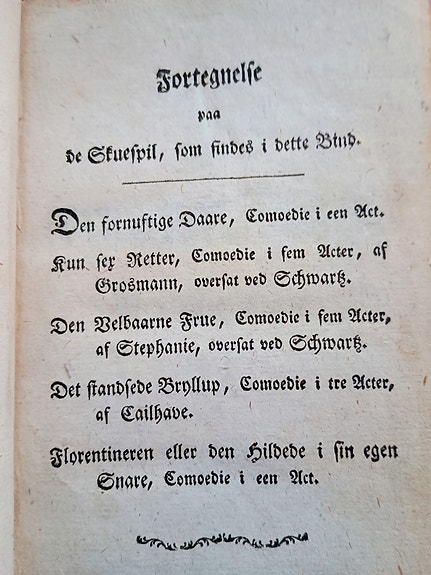 Fortegnelse
paa
de Skuespil, som findes i dette Bind.
Den fornuftige Daare, Comoedie i een Act.
Kun sex Retter, Comoedie i fem Acter, af
Grosmann, oversat ved Schwartz.
Den Velbaarne Frue, Comoedie i fem Acter,
af Stephanie, oversat ved Schwartz.
Det standsede Bryllup, Comoedie i tre Acter,
af Cailhave.
Florentineren eller den Hildede i sin egen
Snare, Comoedie i een Act.